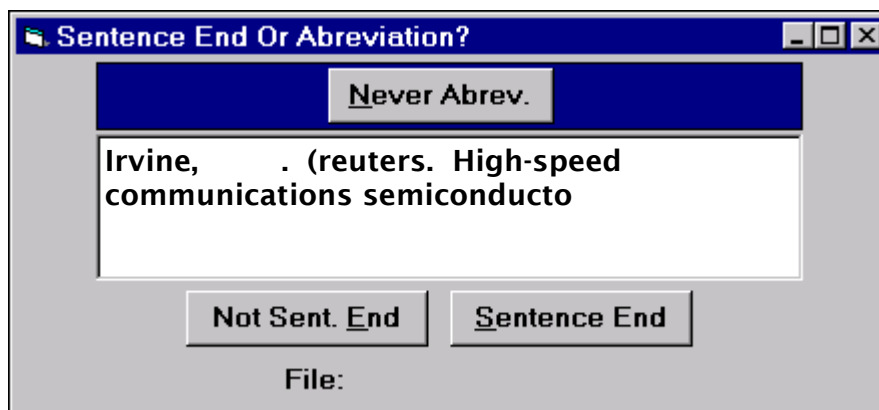 Sentence End Or Abreviation?
Never Abrev.
Irvine, . (reuters. High-speed
communications semiconducto
Not Sent. End Sentence End
File: